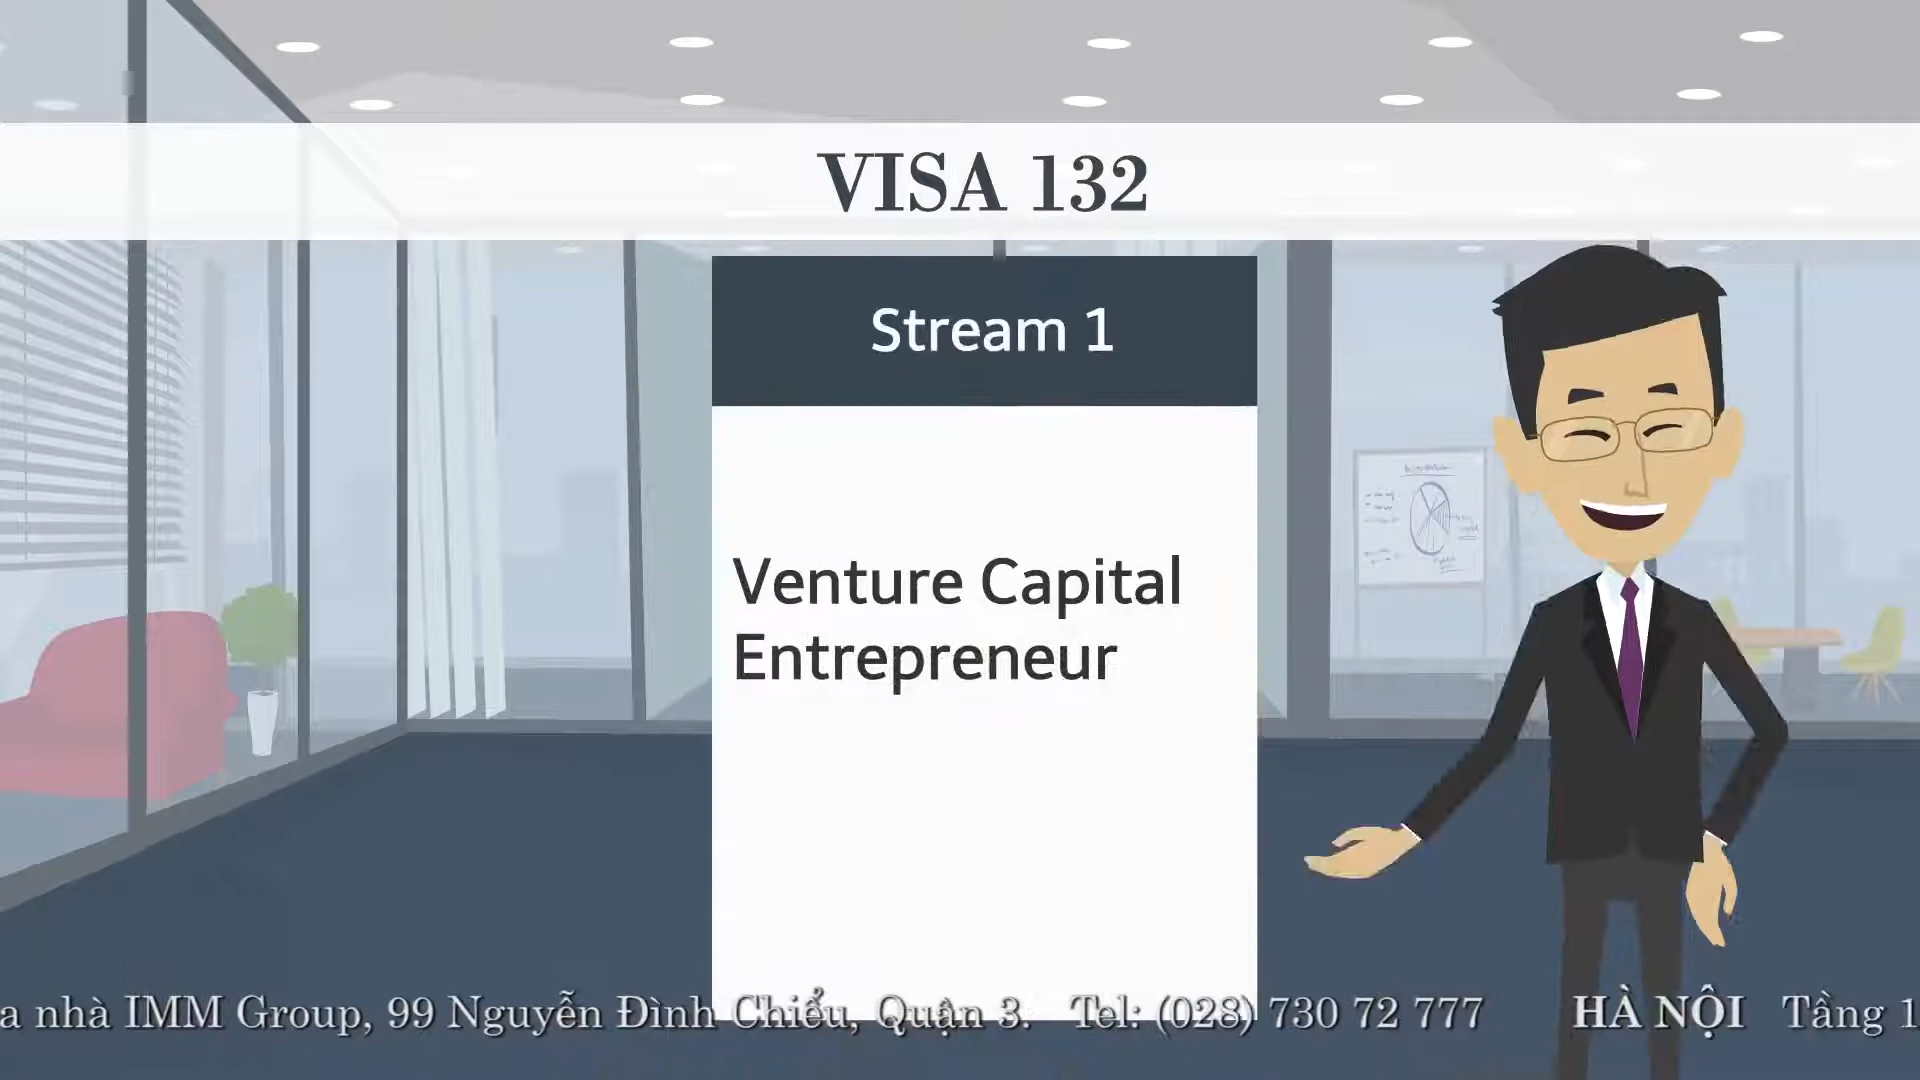 VISA 132
Stream 1
Venture Capital
Entrepreneur
nhà IMM Group, 99 Nguyễn Đình Chiểu, Quận 3. Tel: (028) 730 72 777 HÀ NỘI Tầng